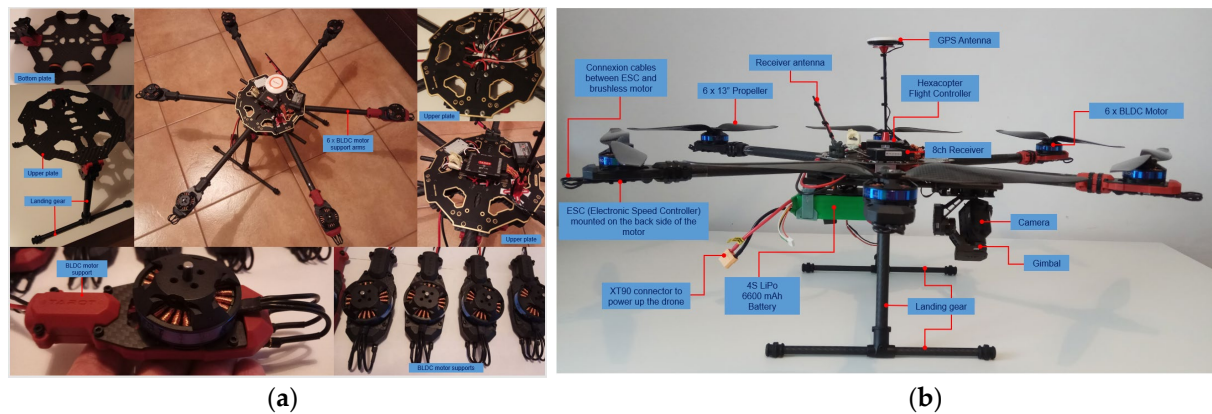 Bottom plate
Upper plate
Landing gear
6 x BLDC motor
support arms
Upper plate
Upper plate
BLDC motor
support
BLDC motor supports
(a)
GPS Antenna
Connexion cables
between ESC and
brushless motor
Receiver antenna
6 x 13" Propeller
Hexacopter
Flight Controller
6 x BLDC Motor
8ch Receiver
ESC (Electronic Speed Controller)
mounted on the back side of the
motor
Camera
Gimbal
XT90 connector to
power up the drone
4S LiPo
6600 mAh
Battery
Landing gear
(b)